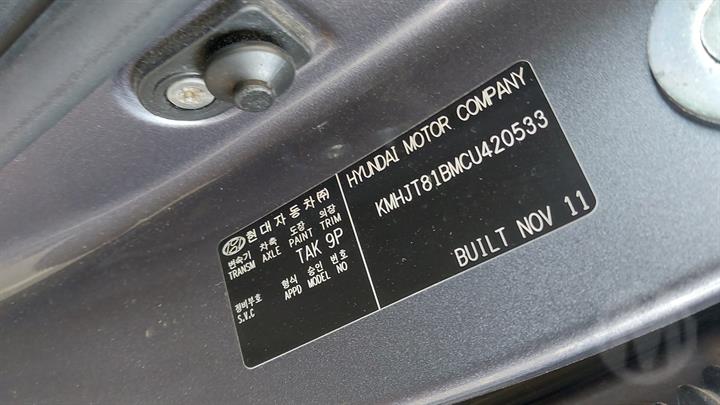 현대자동차(주)
변속기 차축 도장 의장
TRANSM AXLE PAINT TRIM
TAK 9P
형식 승인 번호
APPD MODEL NO
정비부호
S.V.C
HYUNDAI MOTOR COMPANY
KMHJT81BMCU420533
BUILT NOV 11